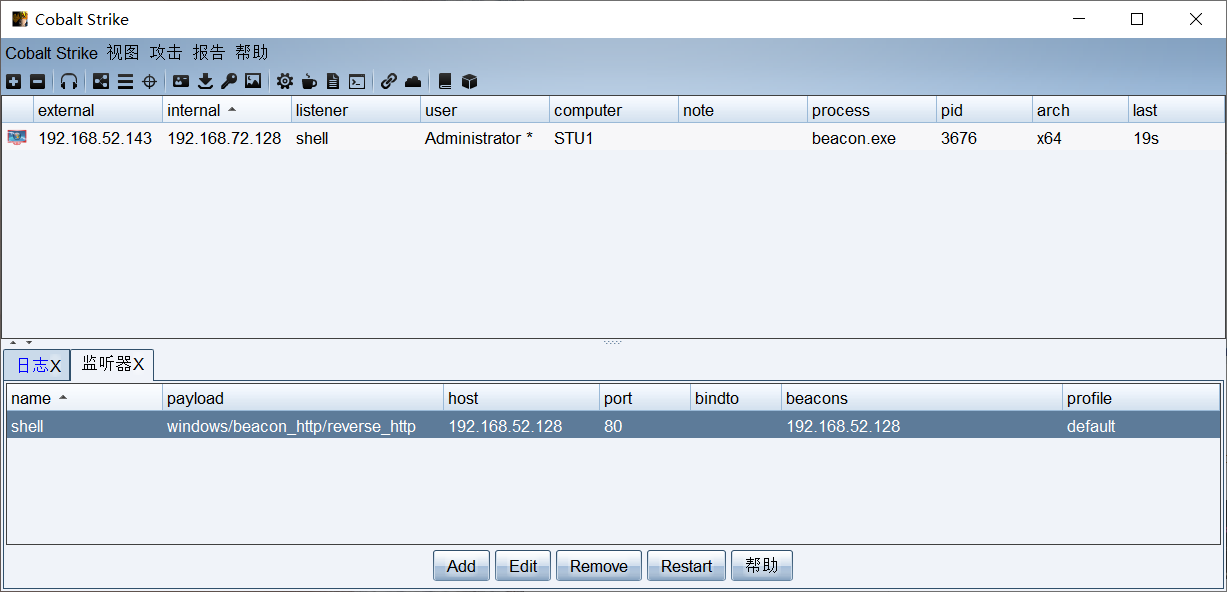 Cobalt Strike
Cobalt Strike 视图 攻击 报告 帮助
external internal listener user computer note process pid arch last
192.168.52.143 192.168.72.128 shell Administrator * STU1 beacon.exe 3676 x64 19s
日志X 监听器X
name payload host port bindto beacons profile
shell windows/beacon_http/reverse_http 192.168.52.128 80 192.168.52.128 default
Add Edit Remove Restart 帮助